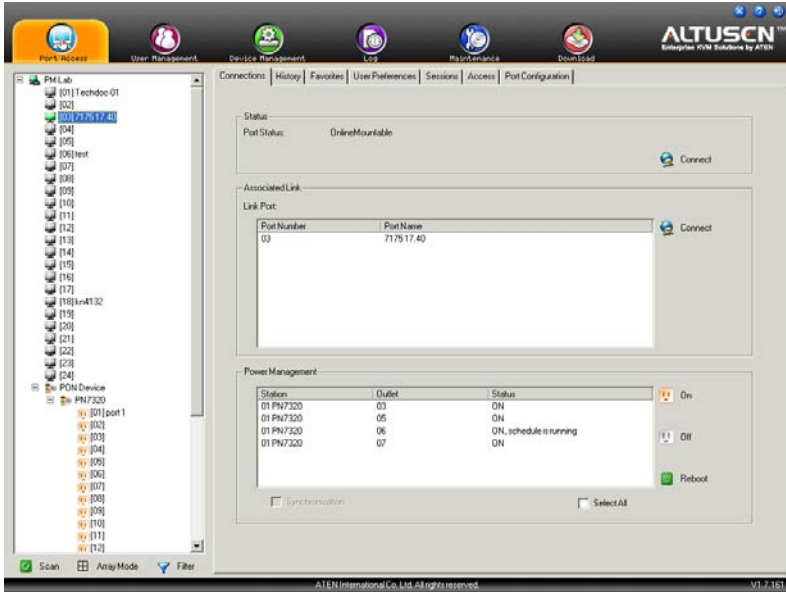 Port Access
User Management
Device Management
Log
Maintenance
Download
ALTUSEN™
Enterprise KVM Solutions by ATEN
PM Lab
[01] Techdoc-01
[02]
[03] 7175 17.40
[04]
[05]
[06] test
[07]
[08]
[09]
[10]
[11]
[12]
[13]
[14]
[15]
[16]
[17]
[18] kn4132
[19]
[20]
[21]
[22]
[23]
[24]
PON Device
PN7320
[01] port 1
[02]
[03]
[04]
[05]
[06]
[07]
[08]
[09]
[10]
[11]
[12]
Scan
Array Mode
Filter
Connections
History
Favorites
User Preferences
Sessions
Access
Port Configuration
Status
Port Status: OnlineMountable
Connect
Associated Link
Link Port:
Port Number Port Name
03 7175 17.40
Connect
Power Management
Station Outlet Status
01 PN7320 03 ON
01 PN7320 05 ON
01 PN7320 06 ON, schedule is running
01 PN7320 07 ON
On
Off
Reboot
Synchronization
Select All
ATEN International Co. Ltd. All rights reserved.
V1.7.161